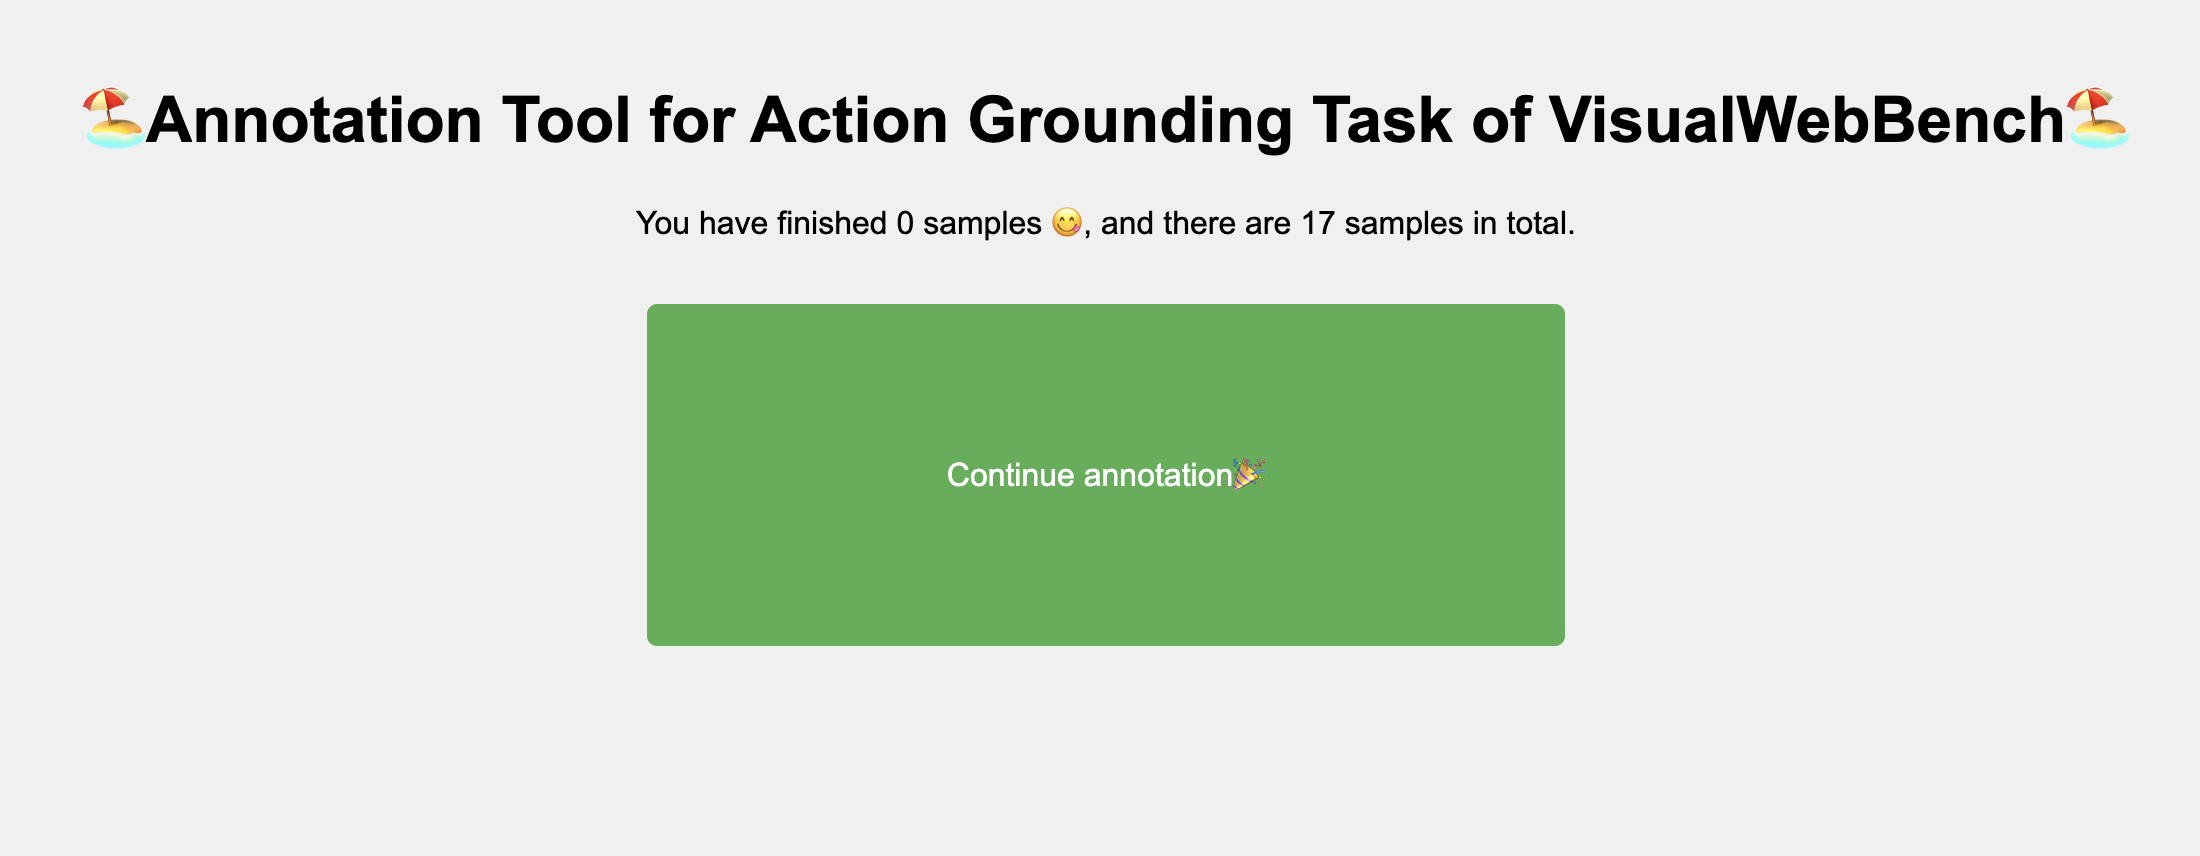 🏖️Annotation Tool for Action Grounding Task of VisualWebBench🏖️
You have finished 0 samples 😋, and there are 17 samples in total.
Continue annotation🎉